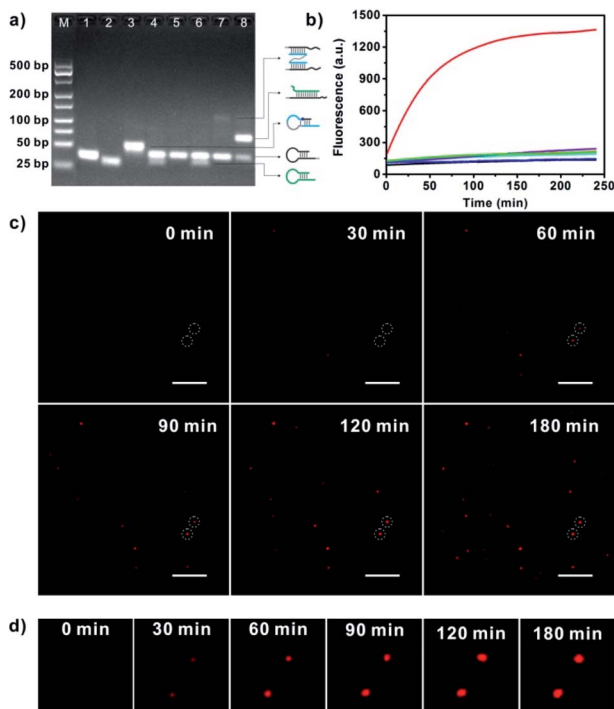 a)
M 1 2 3 4 5 6 7 8
500 bp
200 bp
100 bp
50 bp
25 bp
b)
Fluorescence (a.u.)
1500
1200
900
600
300
0
0 50 100 150 200 250
Time (min)
c)
0 min 30 min 60 min
90 min 120 min 180 min
d)
0 min 30 min 60 min 90 min 120 min 180 min